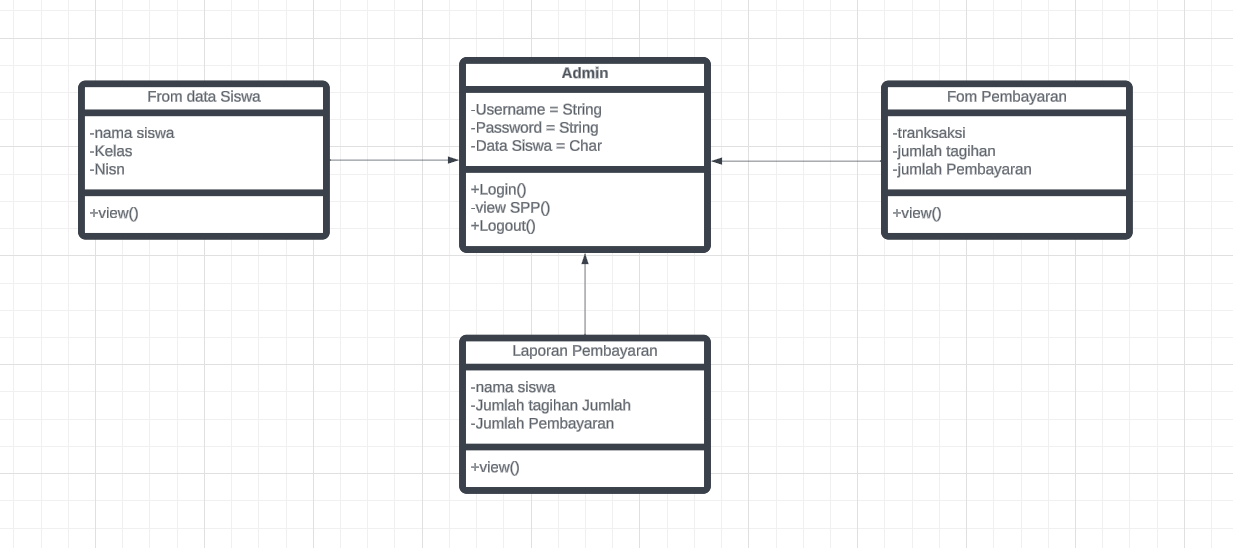 From data Siswa
-nama siswa
-Kelas
-Nisn
+view()
Admin
-Username = String
-Password = String
-Data Siswa = Char
+Login()
-view SPP()
+Logout()
Fom Pembayaran
-tranksaksi
-jumlah tagihan
-jumlah Pembayaran
+view()
Laporan Pembayaran
-nama siswa
-Jumlah tagihan Jumlah
-Jumlah Pembayaran
+view()